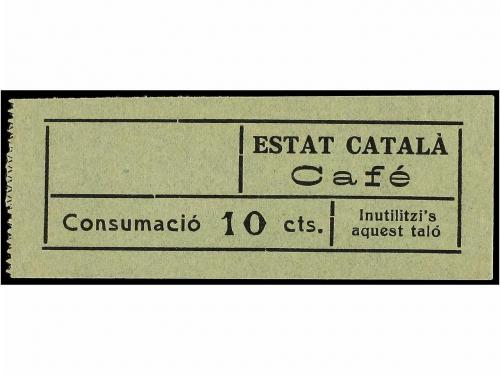 ESTAT CATALÀ
Café
Consumació 10 cts.
Inutilitzi's
aquest taló